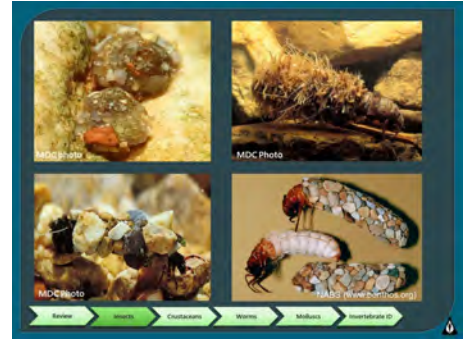 MDC photo
MDC Photo
MDC Photo
NABS (www.benthos.org)
Review
Insects
Crustaceans
Worms
Molluscs
Invertebrate ID